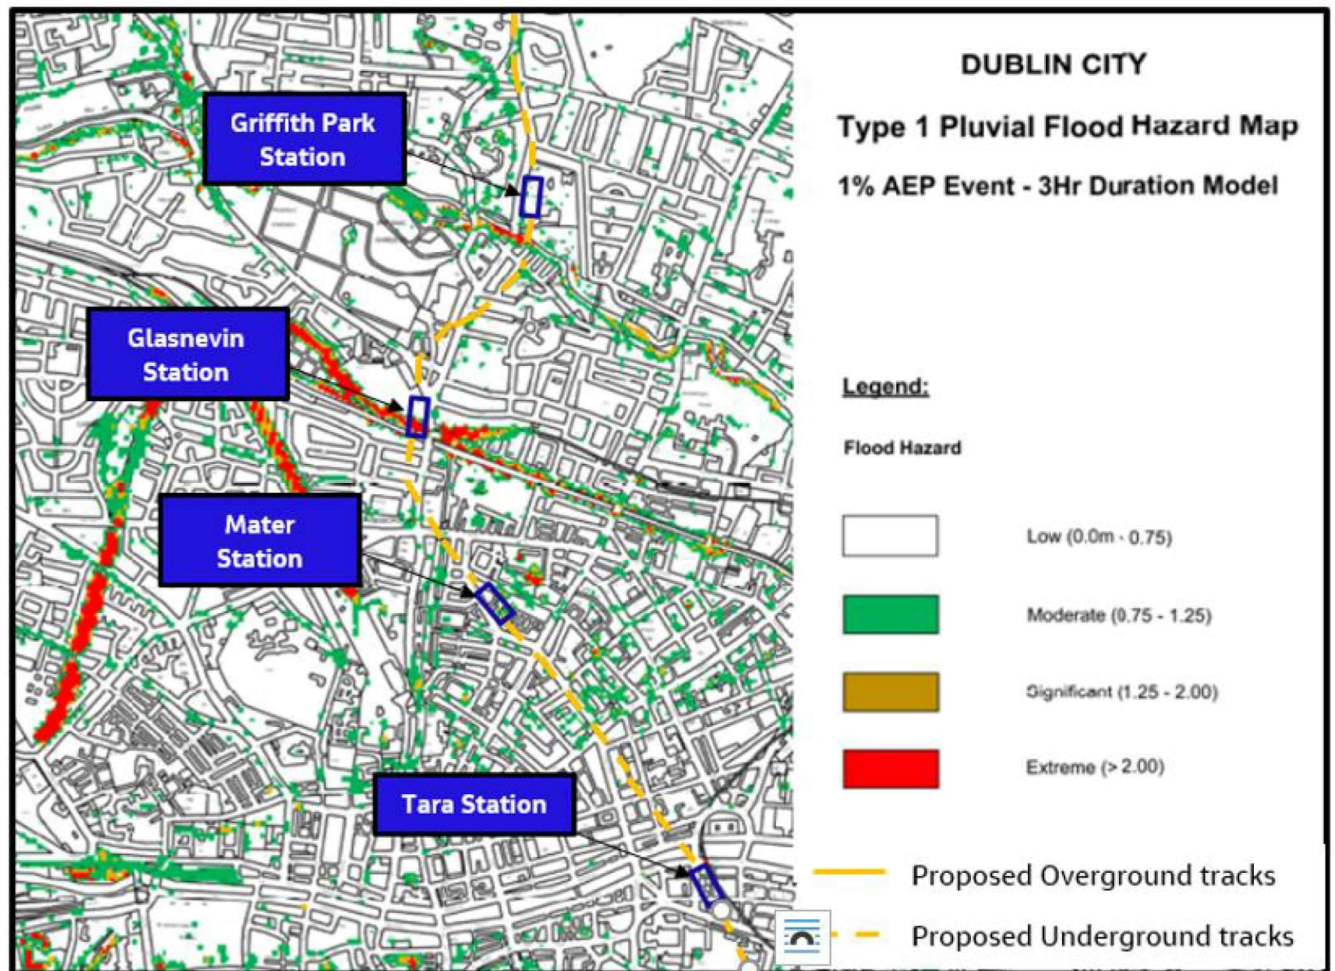 DUBLIN CITY
Type 1 Pluvial Flood Hazard Map
1% AEP Event - 3Hr Duration Model
Griffith Park
Station
Glasnevin
Station
Mater
Station
Tara Station
Legend:
Flood Hazard
Low (0.0m - 0.75)
Moderate (0.75 - 1.25)
Significant (1.25 - 2.00)
Extreme (> 2.00)
Proposed Overground tracks
Proposed Underground tracks